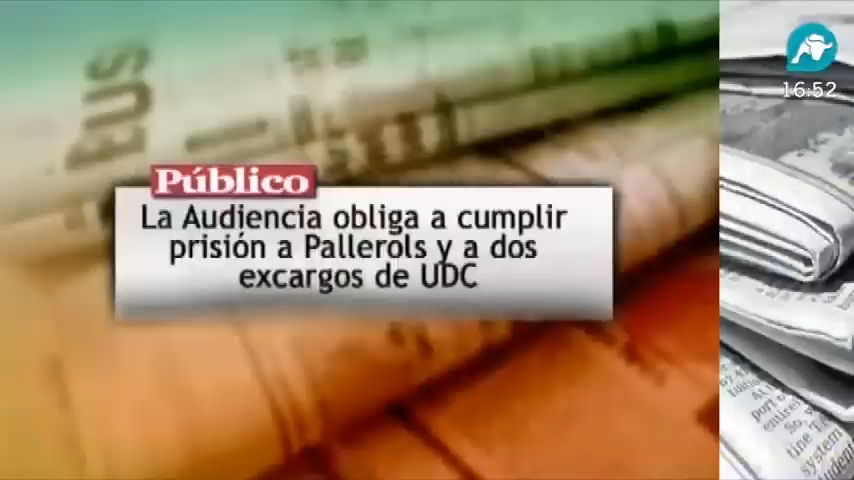 16:52
Público
La Audiencia obliga a cumplir
prisión a Pallerols y a dos
excargos de UDC